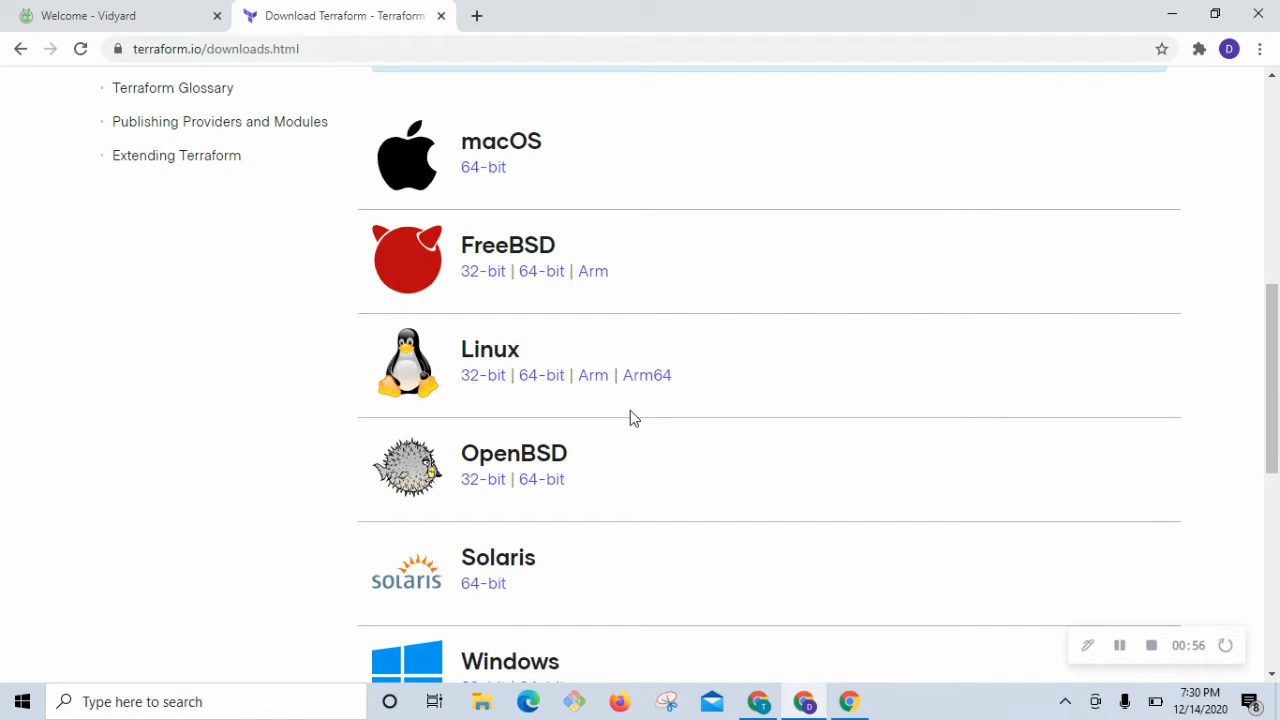 Welcome - Vidyard
Download Terraform - Terraform
terraform.io/downloads.html
D
Terraform Glossary
Publishing Providers and Modules
Extending Terraform
macOS
64-bit
FreeBSD
32-bit | 64-bit | Arm
Linux
32-bit | 64-bit | Arm | Arm64
OpenBSD
32-bit | 64-bit
solaris
Solaris
64-bit
Windows
00:56
Type here to search
T
D
7:30 PM
12/14/2020
8